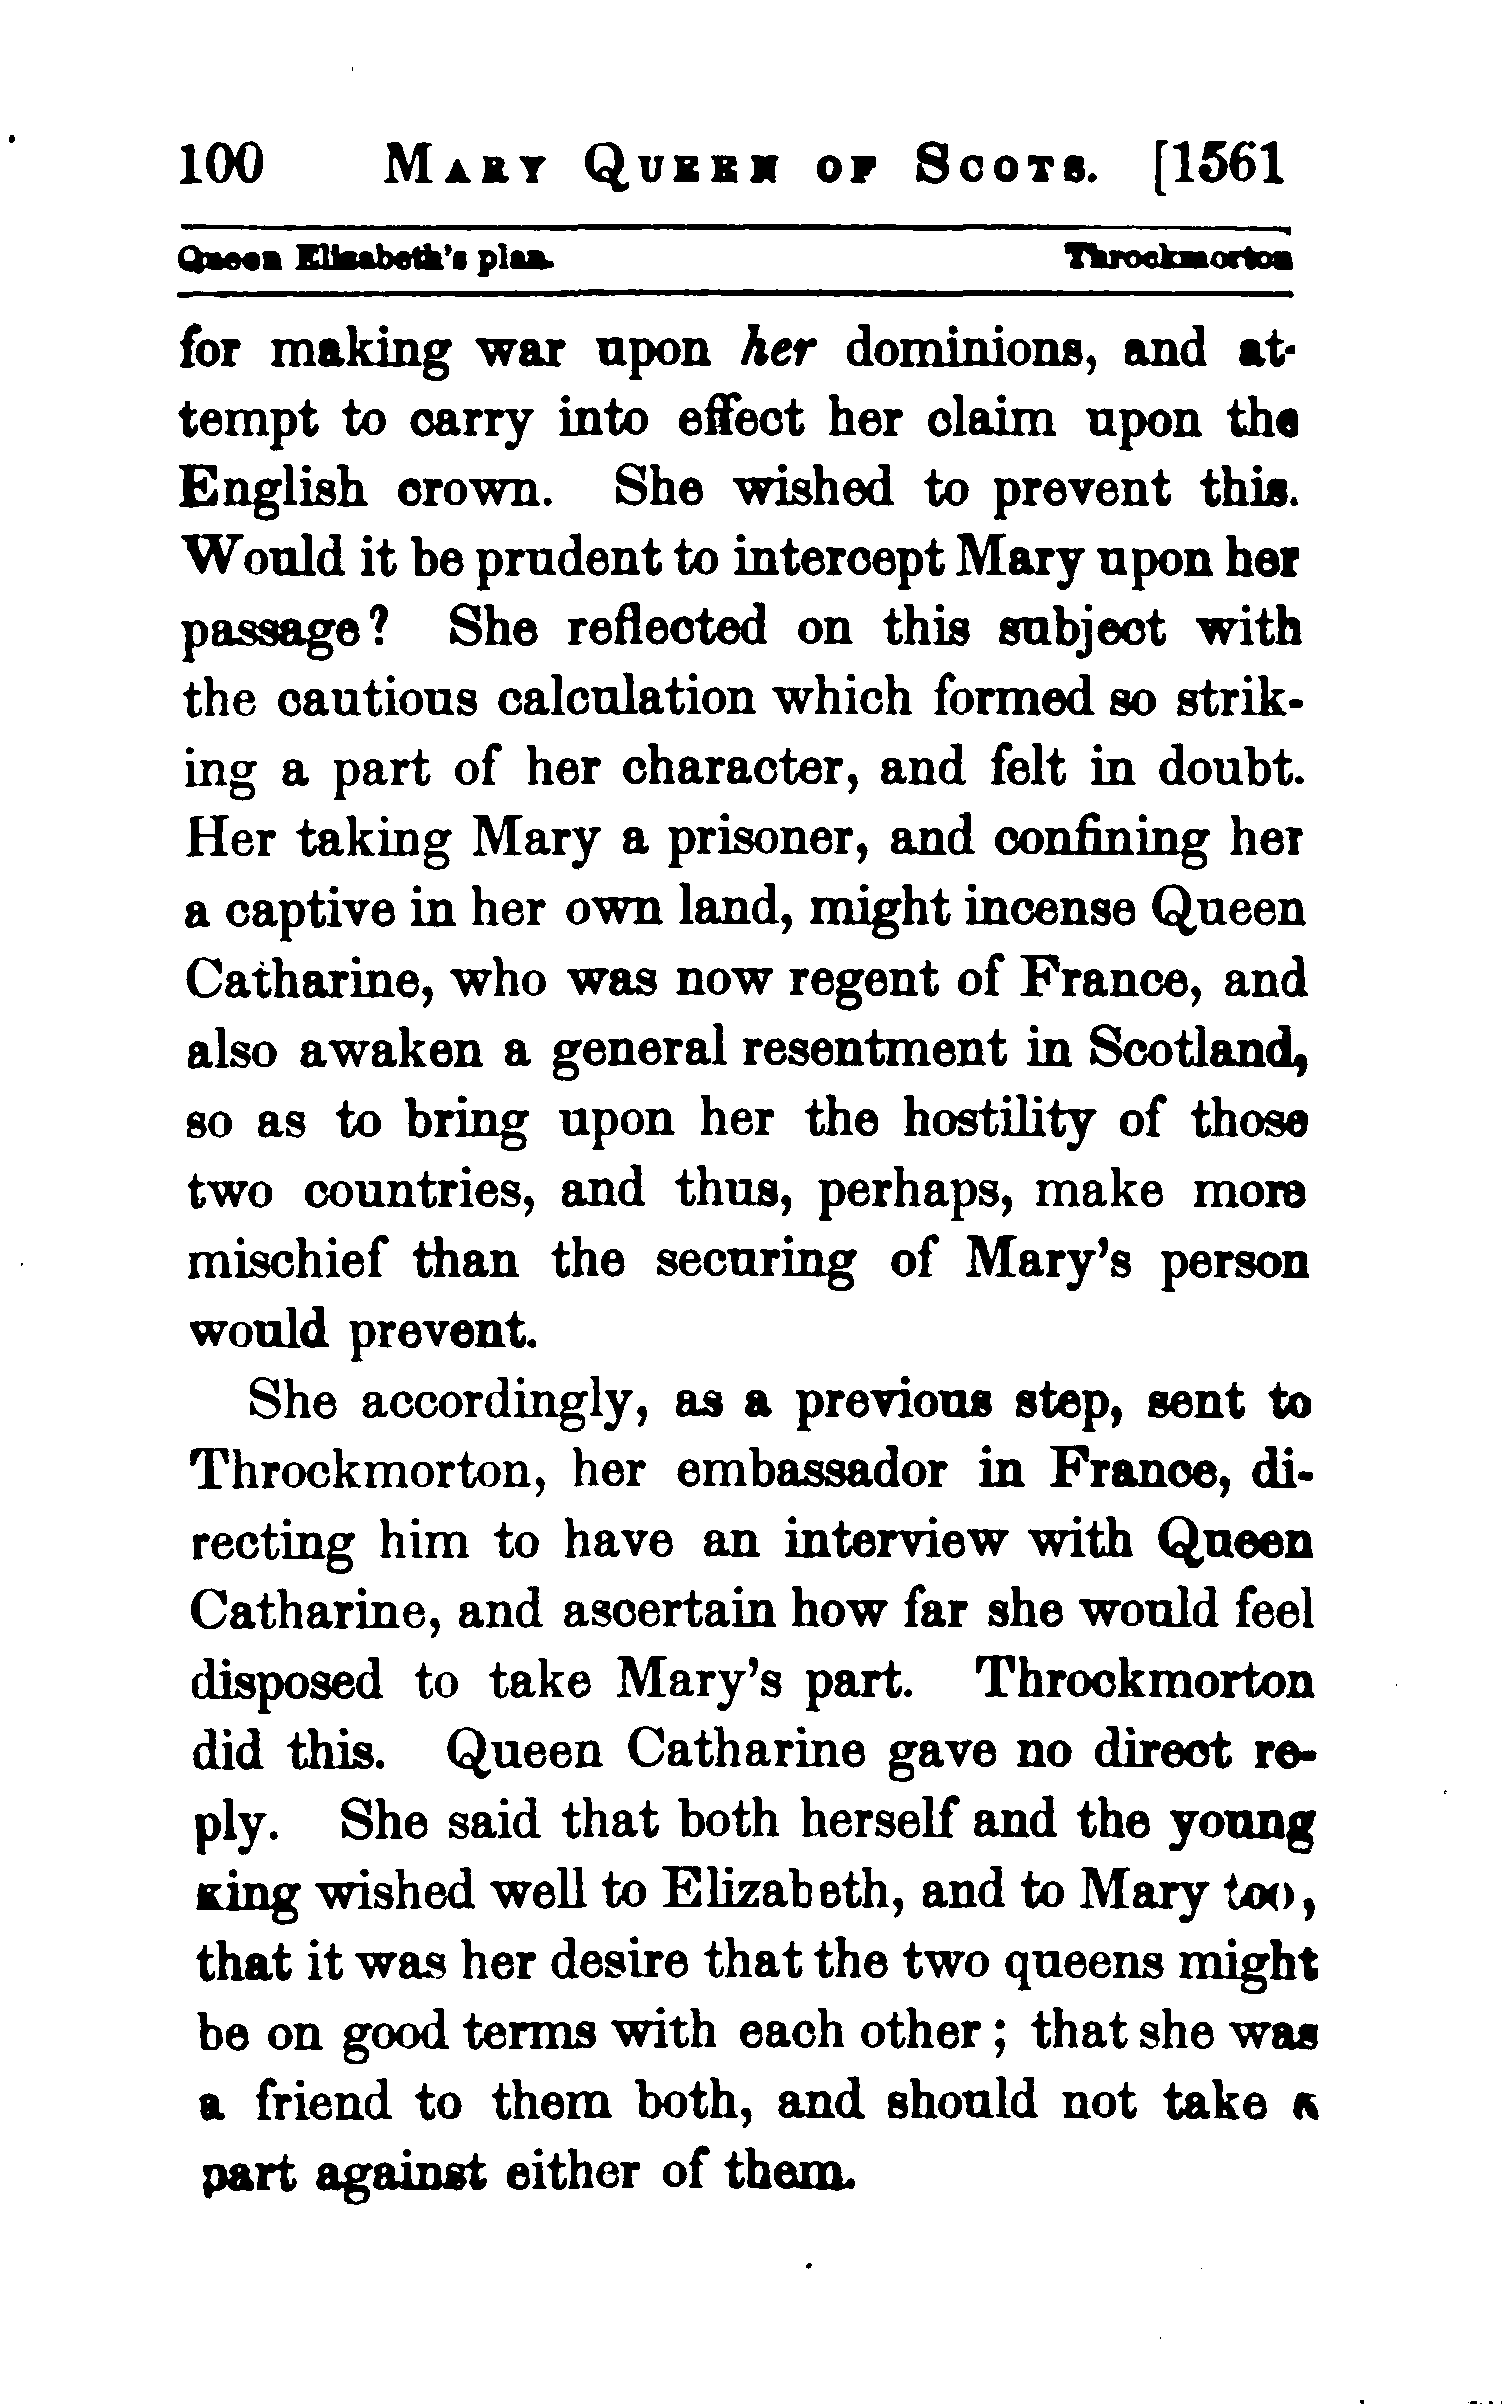 100 MARY QUEEN OF SCOTS. [1561
Queen Elisabeth's plan. Throckmorton
for making war upon her dominions, and at-
tempt to carry into effect her claim upon the
English crown. She wished to prevent this.
Would it be prudent to intercept Mary upon her
passage? She reflected on this subject with
the cautious calculation which formed so strik-
ing a part of her character, and felt in doubt.
Her taking Mary a prisoner, and confining her
a captive in her own land, might incense Queen
Catharine, who was now regent of France, and
also awaken a general resentment in Scotland,
so as to bring upon her the hostility of those
two countries, and thus, perhaps, make more
mischief than the securing of Mary's person
would prevent.
She accordingly, as a previous step, sent to
Throckmorton, her embassador in France, di-
recting him to have an interview with Queen
Catharine, and ascertain how far she would feel
disposed to take Mary's part. Throckmorton
did this. Queen Catharine gave no direct re-
ply. She said that both herself and the young
king wished well to Elizabeth, and to Mary too,
that it was her desire that the two queens might
be on good terms with each other; that she was
a friend to them both, and should not take a
part against either of them.